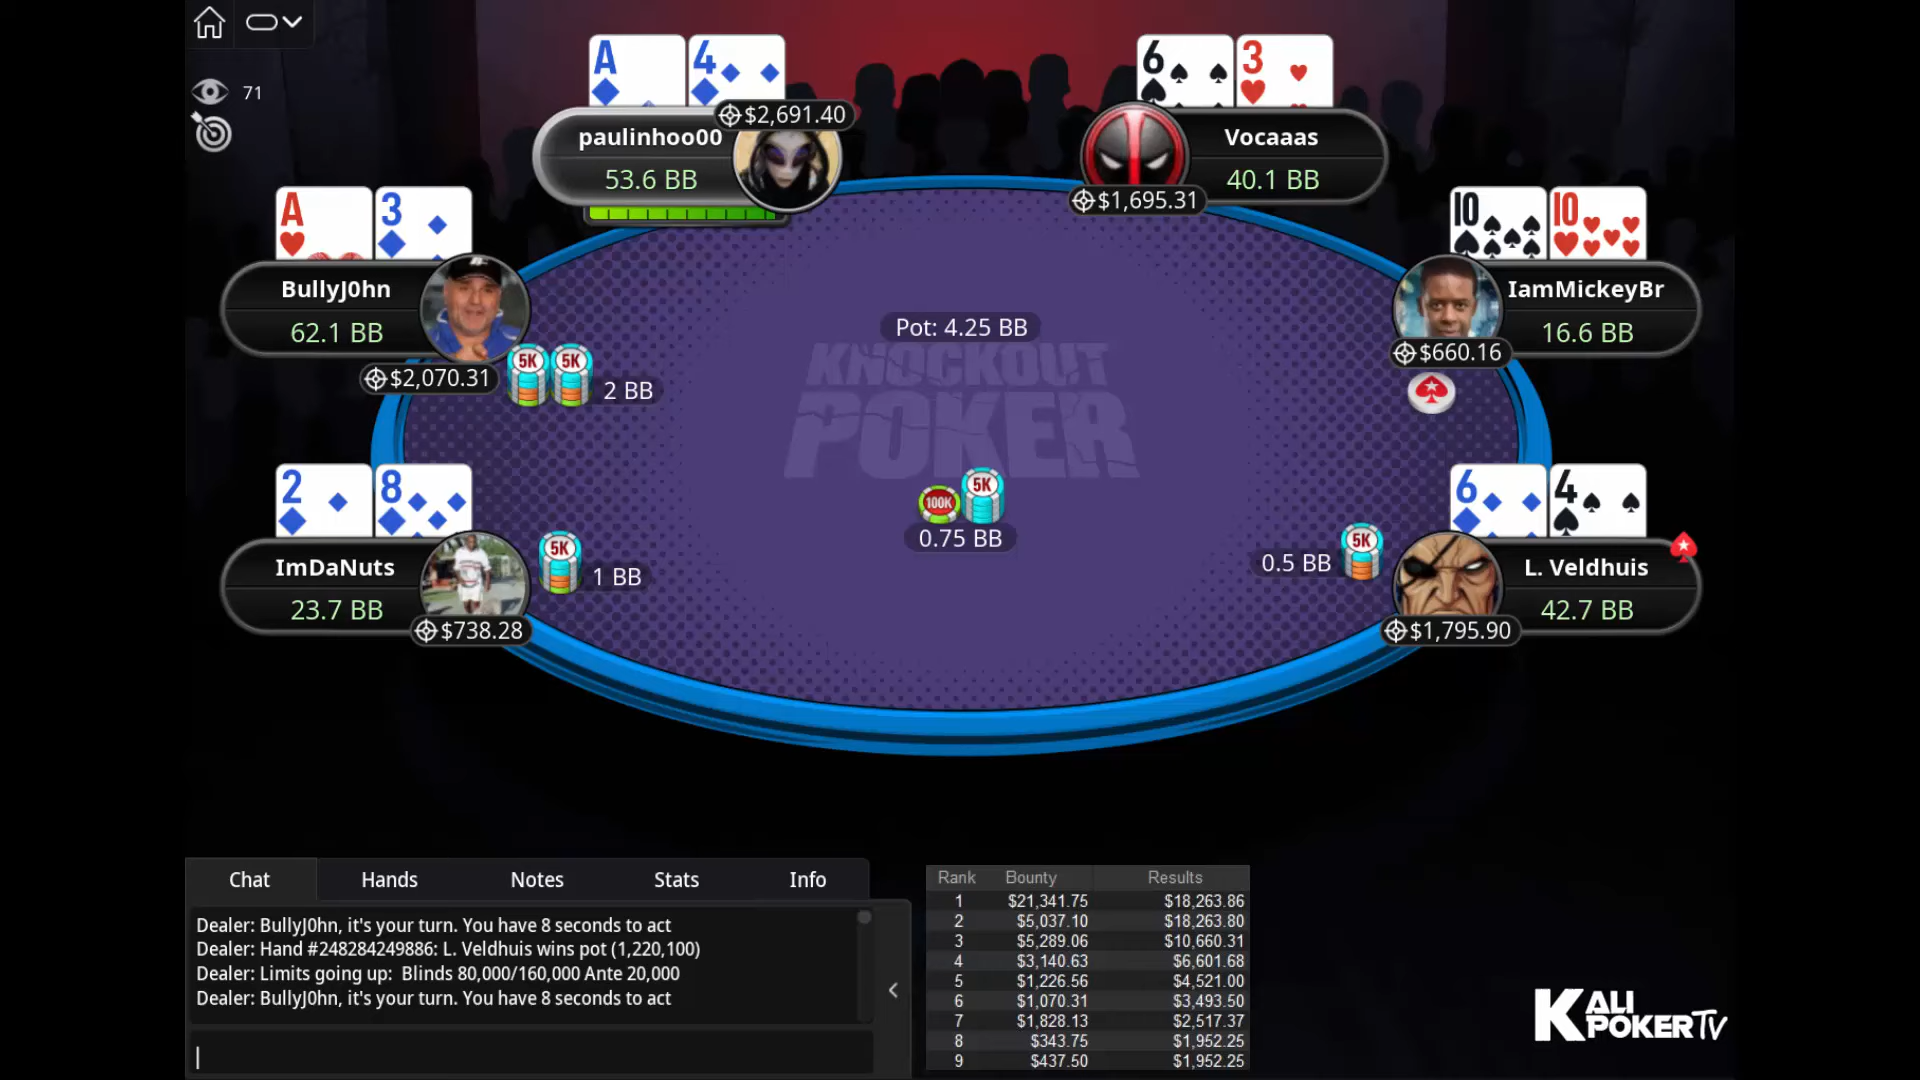 71
A
4
$2,691.40
paulinhoo00
53.6 BB
6
3
Vocaaas
40.1 BB
$1,695.31
A
3
BullyJ0hn
62.1 BB
$2,070.31
10
10
IamMickeyBr
16.6 BB
$660.16
Pot: 4.25 BB
KNOCKOUT
POKER
5K
5K
2 BB
2
8
ImDaNuts
23.7 BB
$738.28
5K
1 BB
100K
5K
0.75 BB
0.5 BB
5K
6
4
L. Veldhuis
42.7 BB
$1,795.90
Chat Hands Notes Stats Info
Dealer: BullyJ0hn, it's your turn. You have 8 seconds to act
Dealer: Hand #248284249886: L. Veldhuis wins pot (1,220,100)
Dealer: Limits going up: Blinds 80,000/160,000 Ante 20,000
Dealer: BullyJ0hn, it's your turn. You have 8 seconds to act
Rank Bounty Results
1 $21,341.75 $18,263.86
2 $5,037.10 $18,263.80
3 $5,289.06 $10,660.31
4 $3,140.63 $6,601.68
5 $1,226.56 $4,521.00
6 $1,070.31 $3,493.50
7 $1,828.13 $2,517.37
8 $343.75 $1,952.25
9 $437.50 $1,952.25
KALI
POKERTV